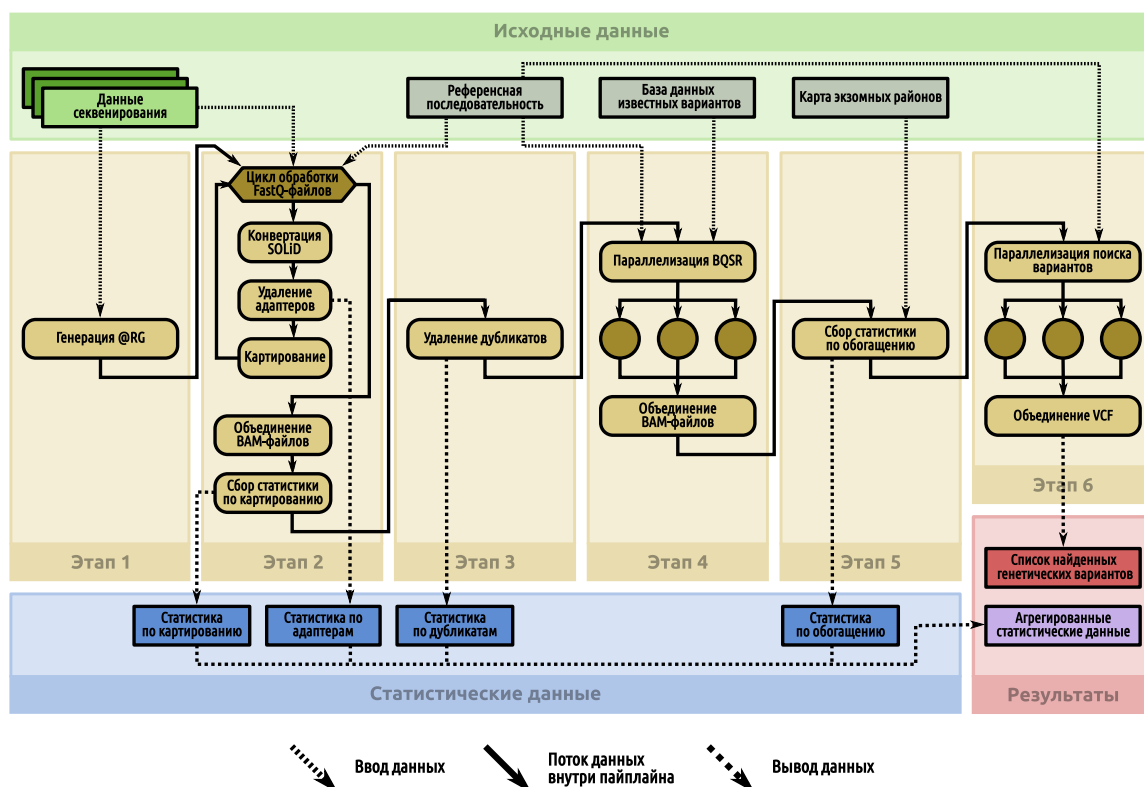 Исходные данные
Данные
секвенирования
Референсная
последовательность
База данных
известных вариантов
Карта экзомных районов
Цикл обработки
FastQ-файлов
Конвертация
SOLiD
Удаление
адаптеров
Картирование
Генерация @RG
Объединение
BAM-файлов
Сбор статистики
по картированию
Удаление дубликатов
Параллелизация BQSR
Объединение
BAM-файлов
Сбор статистики
по обогащению
Параллелизация поиска
вариантов
Объединение VCF
Этап 1
Этап 2
Этап 3
Этап 4
Этап 5
Этап 6
Статистика
по картированию
Статистика по
адаптерам
Статистика
по дубликатам
Статистика
по обогащению
Список найденных
генетических вариантов
Агрегированные
статистические данные
Статистические данные
Результаты
Ввод данных
Поток данных
внутри пайплайна
Вывод данных